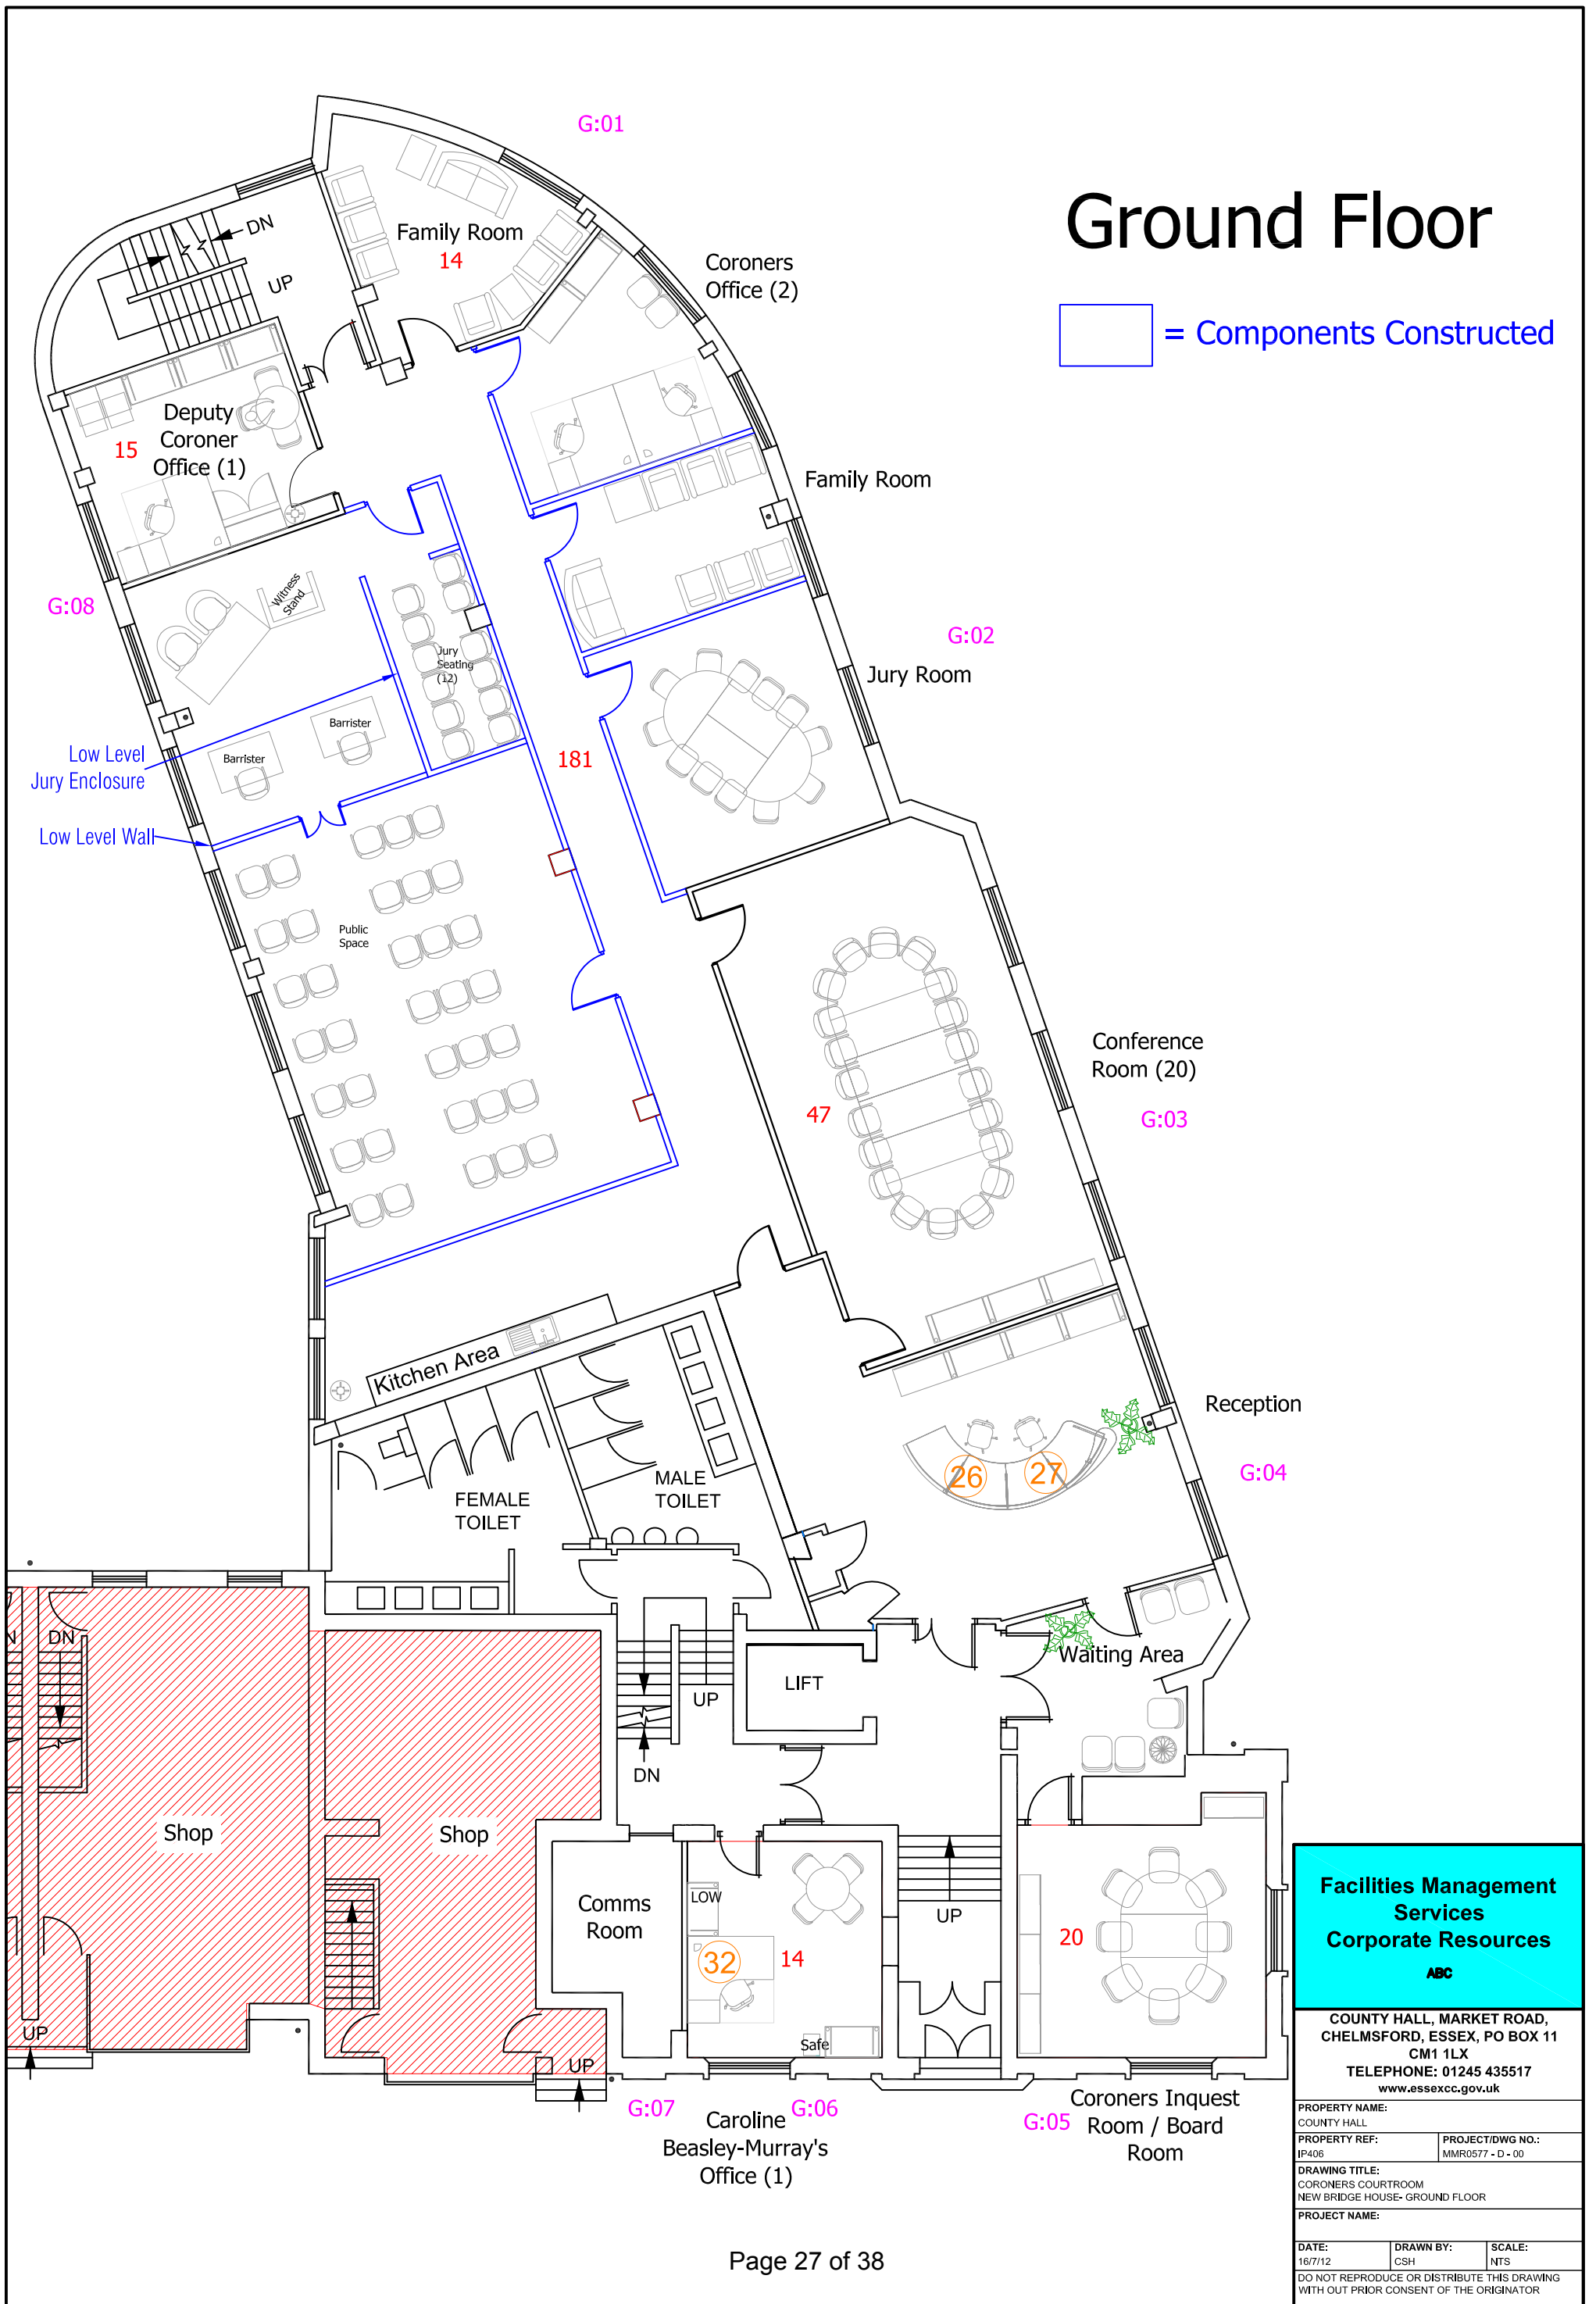 G:01
Ground Floor
= Components Constructed
DN
UP
Family Room
14
Coroners
Office (2)
Deputy
Coroner
Office (1)
15
Family Room
G:08
Witness
Stand
G:02
Jury
Seating
(12)
Jury Room
Barrister
Barrister
Low Level
Jury Enclosure
181
Low Level Wall
Public
Space
Conference
Room (20)
47
G:03
Kitchen Area
Reception
26
27
G:04
FEMALE
TOILET
MALE
TOILET
N
DN
Waiting Area
LIFT
UP
DN
Shop
Shop
Comms
Room
LOW
32
14
UP
20
Safe
UP
UP
G:07
Caroline
Beasley-Murray's
Office (1)
G:06
G:05
Coroners Inquest
Room / Board
Room
Facilities Management
Services
Corporate Resources
ABC
COUNTY HALL, MARKET ROAD,
CHELMSFORD, ESSEX, PO BOX 11
CM1 1LX
TELEPHONE: 01245 435517
www.essexcc.gov.uk
PROPERTY NAME:
COUNTY HALL
PROPERTY REF:
IP406
PROJECT/DWG NO.:
MMR0577 - D - 00
DRAWING TITLE:
CORONERS COURTROOM
NEW BRIDGE HOUSE- GROUND FLOOR
PROJECT NAME:
DATE:
16/7/12
DRAWN BY:
CSH
SCALE:
NTS
DO NOT REPRODUCE OR DISTRIBUTE THIS DRAWING
WITH OUT PRIOR CONSENT OF THE ORIGINATOR
Page 27 of 38